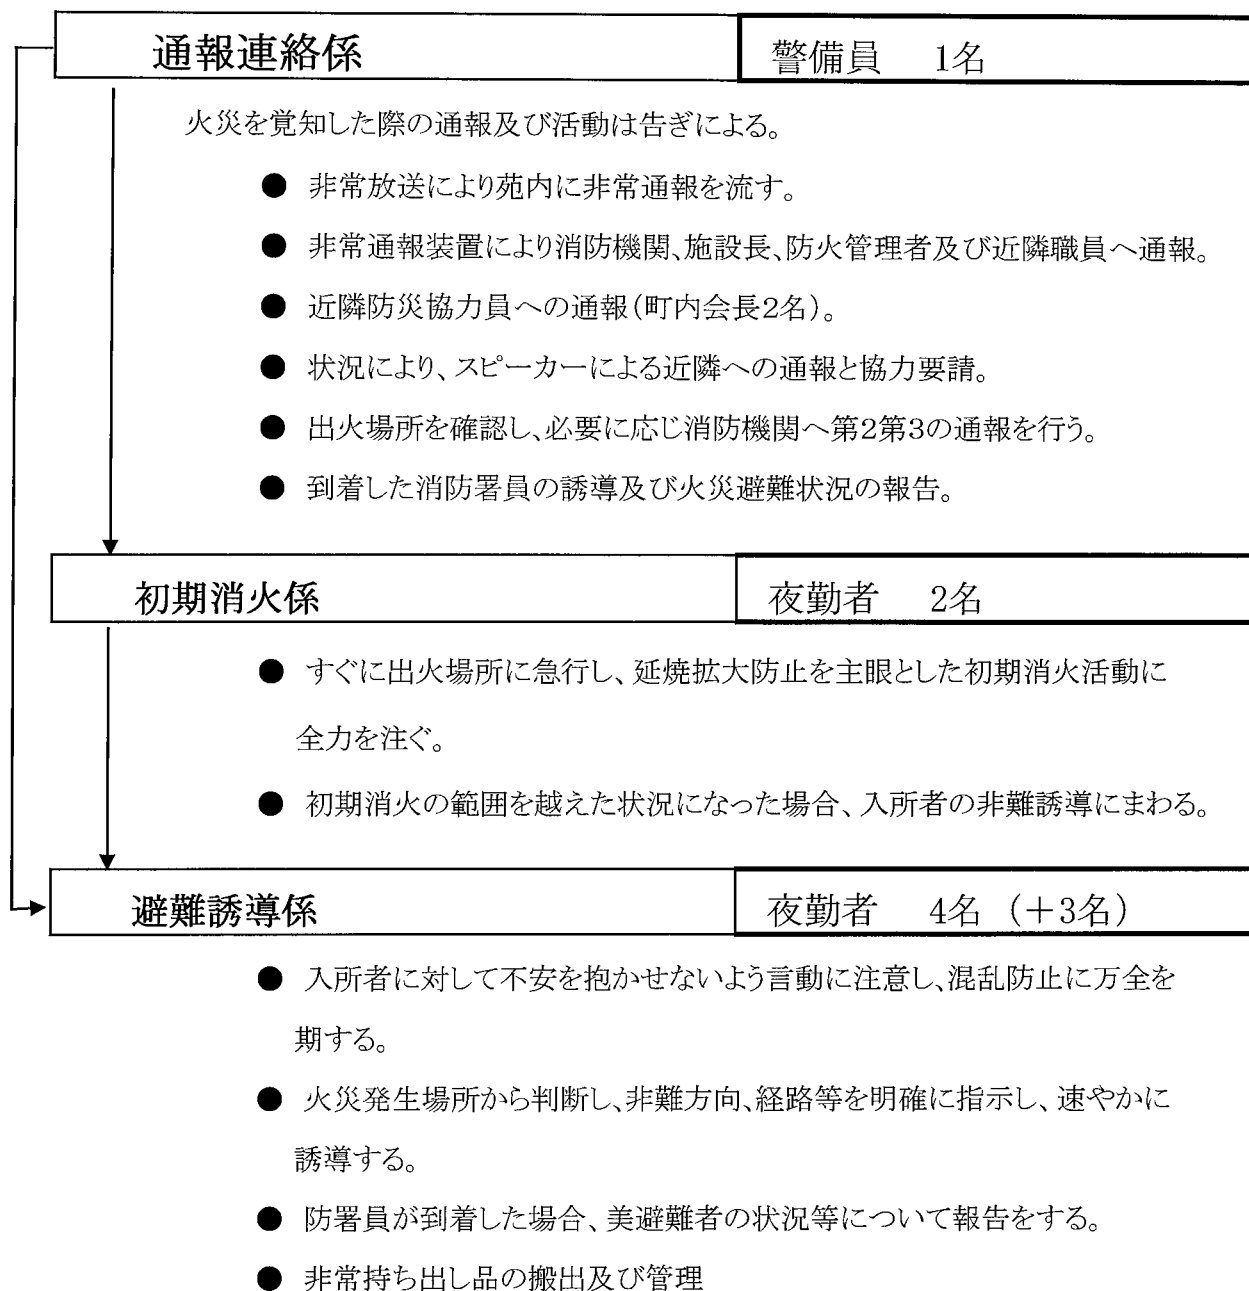 通報連絡係 警備員 1名
火災を覚知した際の通報及び活動は告ぎによる。
● 非常放送により苑内に非常通報を流す。
● 非常通報装置により消防機関、施設長、防火管理者及び近隣職員へ通報。
● 近隣防災協力員への通報(町内会長2名)。
● 状況により、スピーカーによる近隣への通報と協力要請。
● 出火場所を確認し、必要に応じ消防機関へ第2第3の通報を行う。
● 到着した消防署員の誘導及び火災避難状況の報告。
初期消火係 夜勤者 2名
● すぐに出火場所に急行し、延焼拡大防止を主眼とした初期消火活動に
全力を注ぐ。
● 初期消火の範囲を越えた状況になった場合、入所者の非難誘導にまわる。
避難誘導係 夜勤者 4名 (+3名)
● 入所者に対して不安を抱かせないよう言動に注意し、混乱防止に万全を
期する。
● 火災発生場所から判断し、非難方向、経路等を明確に指示し、速やかに
誘導する。
● 防署員が到着した場合、美避難者の状況等について報告をする。
● 非常持ち出し品の搬出及び管理